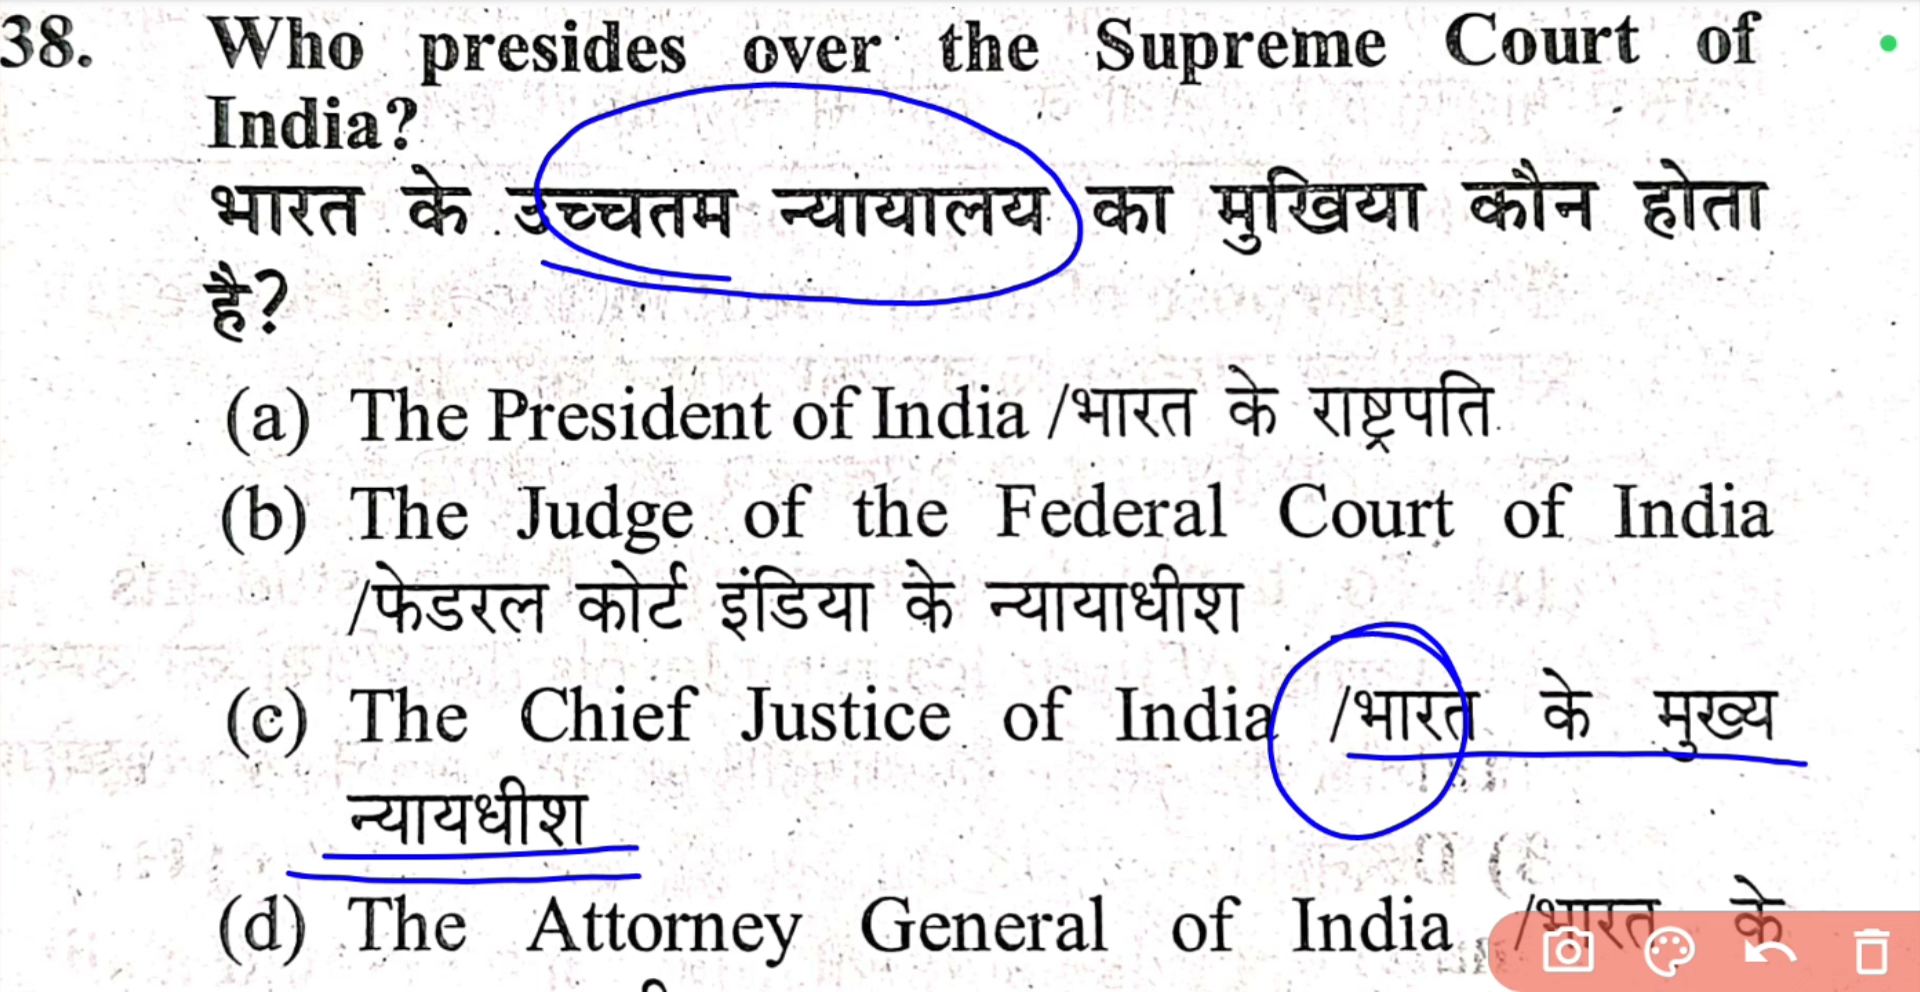 38. Who presides over the Supreme Court of
India?
भारत के उच्चतम न्यायालय का मुखिया कौन होता
है?
(a) The President of India /भारत के राष्ट्रपति
(b) The Judge of the Federal Court of India
/फेडरल कोर्ट इंडिया के न्यायाधीश
(c) The Chief Justice of India /भारत के मुख्य
न्यायधीश
(d) The Attorney General of India /भारत के